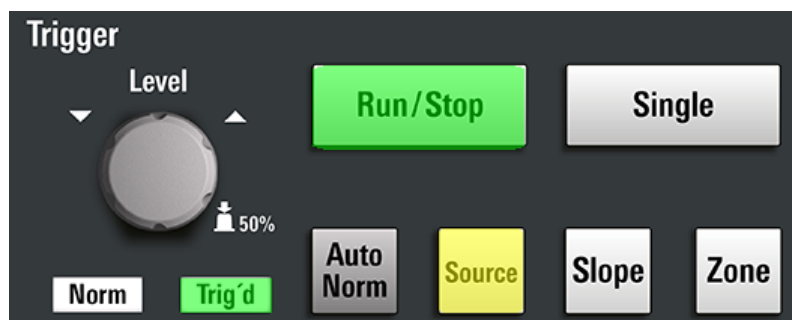 Trigger
Level
Run/Stop
Single
50%
Auto
Norm
Source
Slope
Zone
Norm
Trig´d